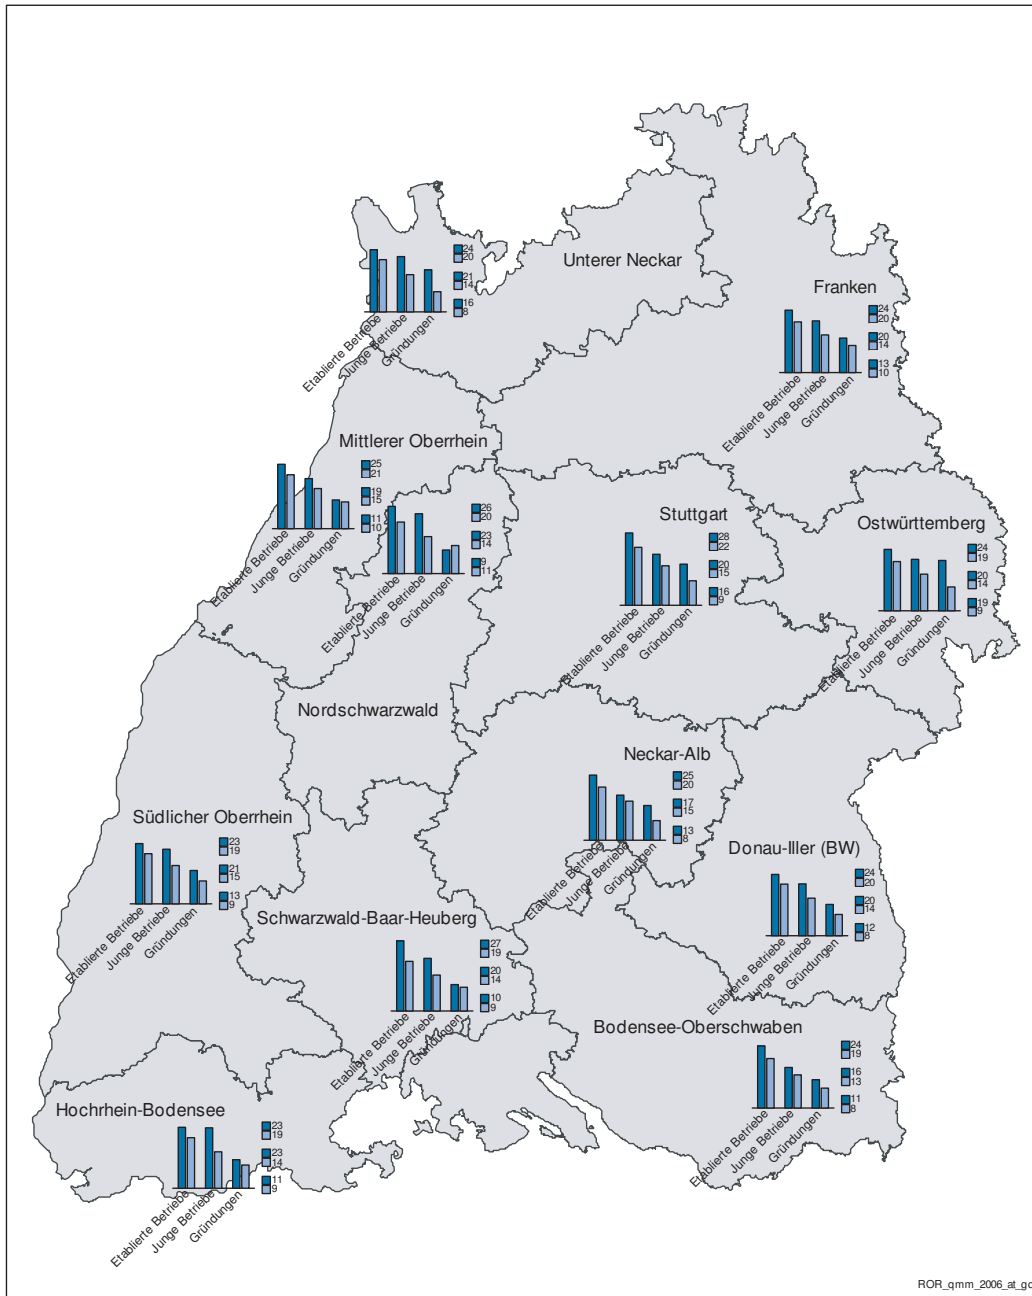 Unterer Neckar
24
20
21
14
16
8
Etablierte Betriebe
Junge Betriebe
Gründungen
Franken
24
20
20
14
13
10
Etablierte Betriebe
Junge Betriebe
Gründungen
Mittlerer Oberrhein
25
21
19
15
11
10
Etablierte Betriebe
Junge Betriebe
Gründungen
26
20
23
14
9
11
Etablierte Betriebe
Junge Betriebe
Gründungen
Nordschwarzwald
Stuttgart
28
22
20
15
16
9
Etablierte Betriebe
Junge Betriebe
Gründungen
Ostwürttemberg
24
19
20
14
19
9
Etablierte Betriebe
Junge Betriebe
Gründungen
Neckar-Alb
25
20
17
15
13
8
Etablierte Betriebe
Junge Betriebe
Gründungen
Südlicher Oberrhein
23
19
21
15
13
9
Etablierte Betriebe
Junge Betriebe
Gründungen
Donau-Iller (BW)
24
20
20
14
12
8
Etablierte Betriebe
Junge Betriebe
Gründungen
Schwarzwald-Baar-Heuberg
27
19
20
14
10
9
Etablierte Betriebe
Junge Betriebe
Gründungen
Bodensee-Oberschwaben
24
19
16
13
11
8
Etablierte Betriebe
Junge Betriebe
Gründungen
Hochrhein-Bodensee
23
19
23
14
11
9
Etablierte Betriebe
Junge Betriebe
Gründungen
ROR_qmm_2006_at_gc